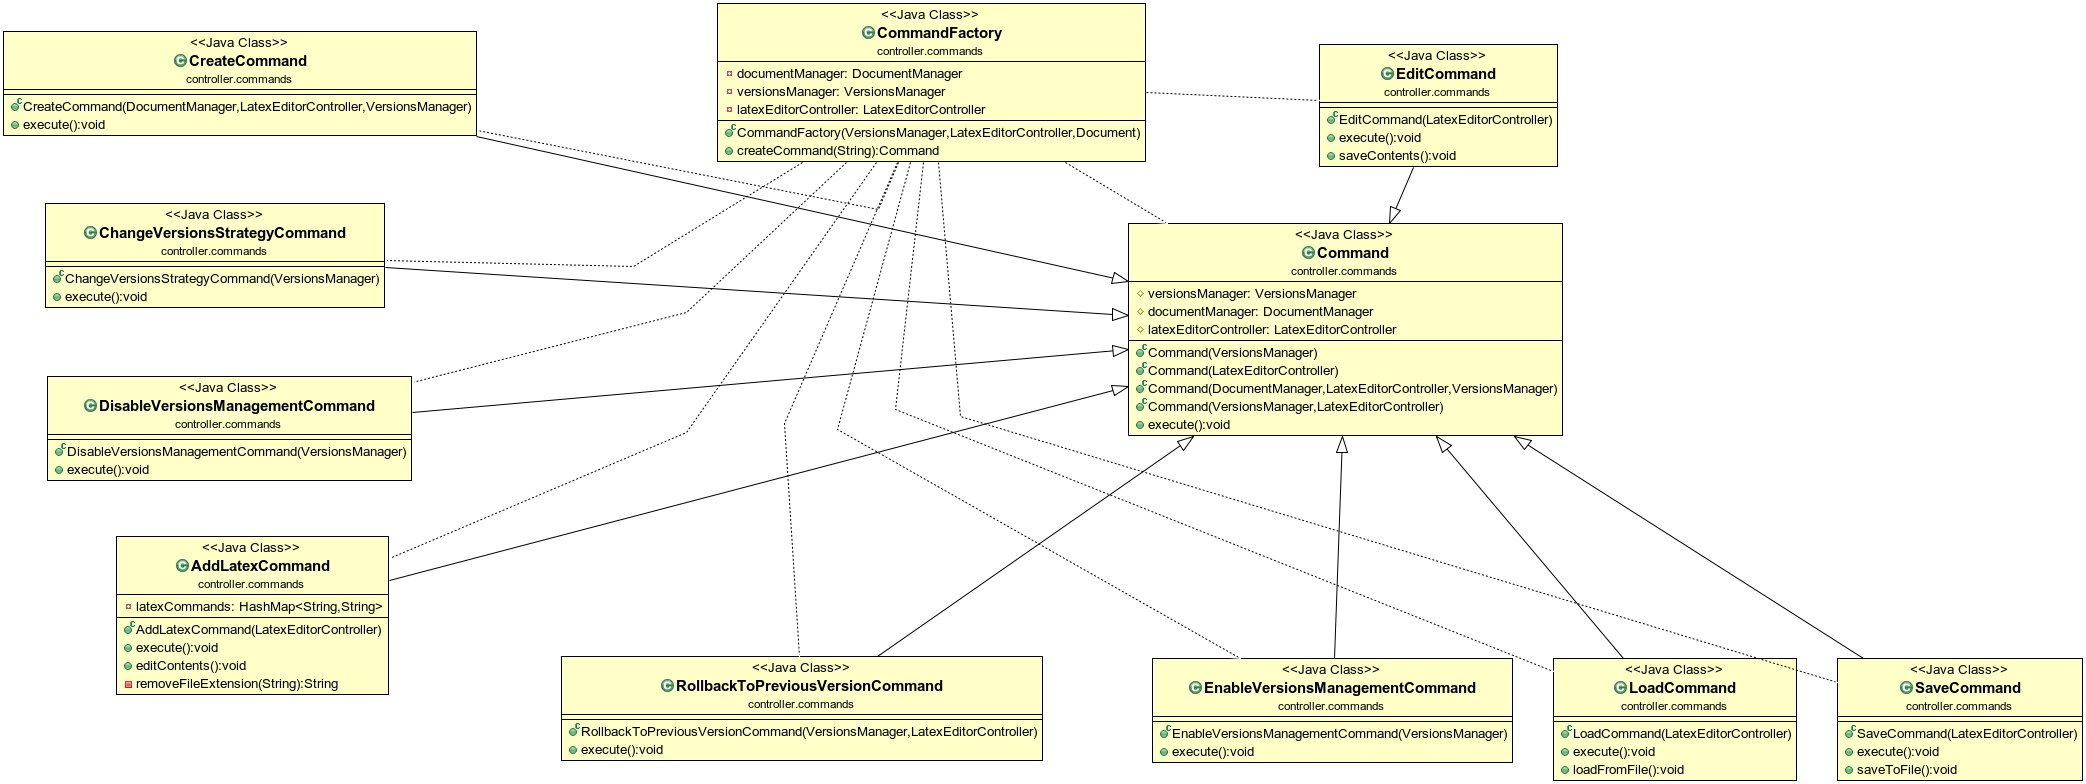 <<Java Class>>
CreateCommand
controller.commands
CreateCommand(DocumentManager,LatexEditorController,VersionsManager)
execute():void
<<Java Class>>
CommandFactory
controller.commands
documentManager: DocumentManager
versionsManager: VersionsManager
latexEditorController: LatexEditorController
CommandFactory(VersionsManager,LatexEditorController,Document)
createCommand(String):Command
<<Java Class>>
EditCommand
controller.commands
EditCommand(LatexEditorController)
execute():void
saveContents():void
<<Java Class>>
ChangeVersionsStrategyCommand
controller.commands
ChangeVersionsStrategyCommand(VersionsManager)
execute():void
<<Java Class>>
Command
controller.commands
versionsManager: VersionsManager
documentManager: DocumentManager
latexEditorController: LatexEditorController
Command(VersionsManager)
Command(LatexEditorController)
Command(DocumentManager,LatexEditorController,VersionsManager)
Command(VersionsManager,LatexEditorController)
execute():void
<<Java Class>>
DisableVersionsManagementCommand
controller.commands
DisableVersionsManagementCommand(VersionsManager)
execute():void
<<Java Class>>
AddLatexCommand
controller.commands
latexCommands: HashMap<String,String>
AddLatexCommand(LatexEditorController)
execute():void
editContents():void
removeFileExtension(String):String
<<Java Class>>
RollbackToPreviousVersionCommand
controller.commands
RollbackToPreviousVersionCommand(VersionsManager,LatexEditorController)
execute():void
<<Java Class>>
EnableVersionsManagementCommand
controller.commands
EnableVersionsManagementCommand(VersionsManager)
execute():void
<<Java Class>>
LoadCommand
controller.commands
LoadCommand(LatexEditorController)
execute():void
loadFromFile():void
<<Java Class>>
SaveCommand
controller.commands
SaveCommand(LatexEditorController)
execute():void
saveToFile():void